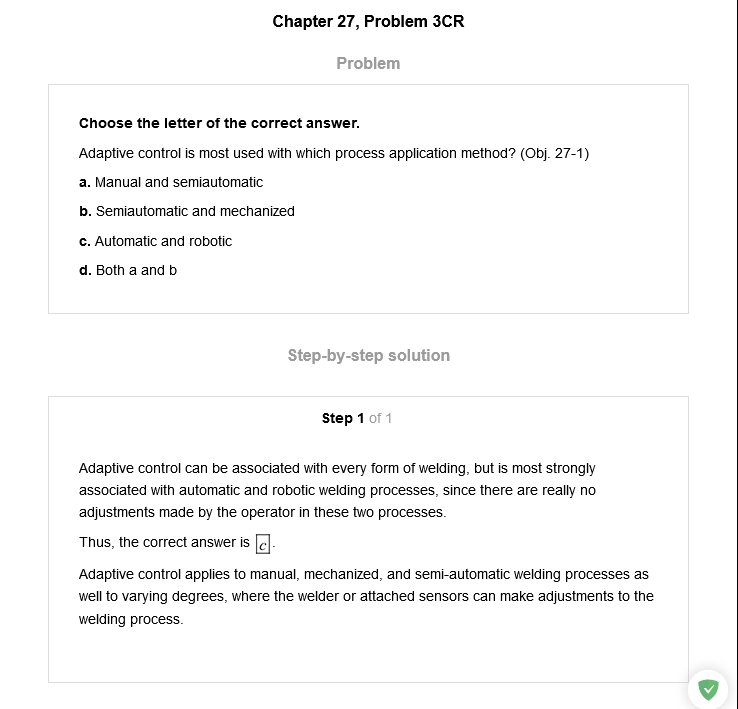 Chapter 27, Problem 3CR
Problem
Choose the letter of the correct answer.
Adaptive control is most used with which process application method? (Obj. 27-1)
a. Manual and semiautomatic
b. Semiautomatic and mechanized
c. Automatic and robotic
d. Both a and b
Step-by-step solution
Step 1 of 1
Adaptive control can be associated with every form of welding, but is most strongly
associated with automatic and robotic welding processes, since there are really no
adjustments made by the operator in these two processes.
Thus, the correct answer is c.
Adaptive control applies to manual, mechanized, and semi-automatic welding processes as
well to varying degrees, where the welder or attached sensors can make adjustments to the
welding process.